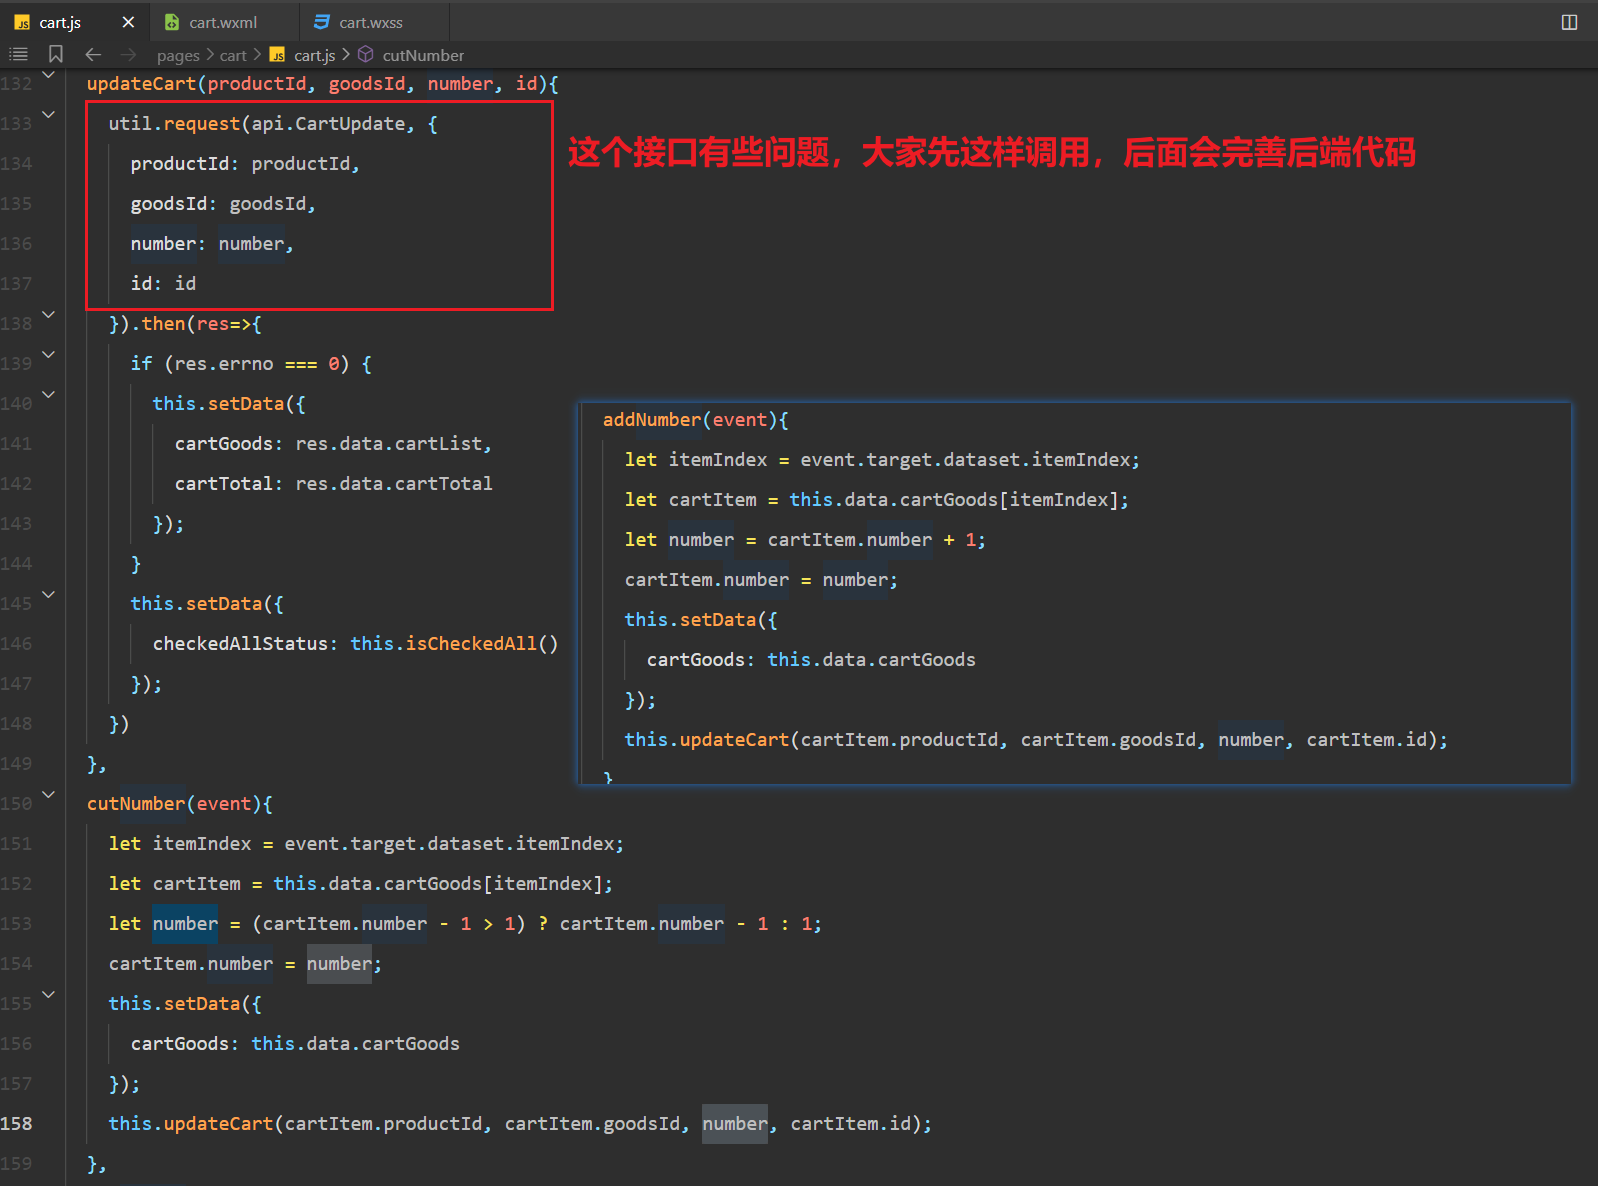 cart.js
cart.wxml
cart.wxss
pages > cart > cart.js > cutNumber
132 updateCart(productId, goodsId, number, id){
133 util.request(api.CartUpdate, {
134 productId: productId,
135 goodsId: goodsId,
136 number: number,
137 id: id
138 }).then(res=>{
139 if (res.errno === 0) {
140 this.setData({
141 cartGoods: res.data.cartList,
142 cartTotal: res.data.cartTotal
143 });
144 }
145 this.setData({
146 checkedAllStatus: this.isCheckedAll()
147 });
148 })
149 },
150 cutNumber(event){
151 let itemIndex = event.target.dataset.itemIndex;
152 let cartItem = this.data.cartGoods[itemIndex];
153 let number = (cartItem.number - 1 > 1) ? cartItem.number - 1 : 1;
154 cartItem.number = number;
155 this.setData({
156 cartGoods: this.data.cartGoods
157 });
158 this.updateCart(cartItem.productId, cartItem.goodsId, number, cartItem.id);
159 },
这个接口有些问题，大家先这样调用，后面会完善后端代码
addNumber(event){
let itemIndex = event.target.dataset.itemIndex;
let cartItem = this.data.cartGoods[itemIndex];
let number = cartItem.number + 1;
cartItem.number = number;
this.setData({
cartGoods: this.data.cartGoods
});
this.updateCart(cartItem.productId, cartItem.goodsId, number, cartItem.id);
}